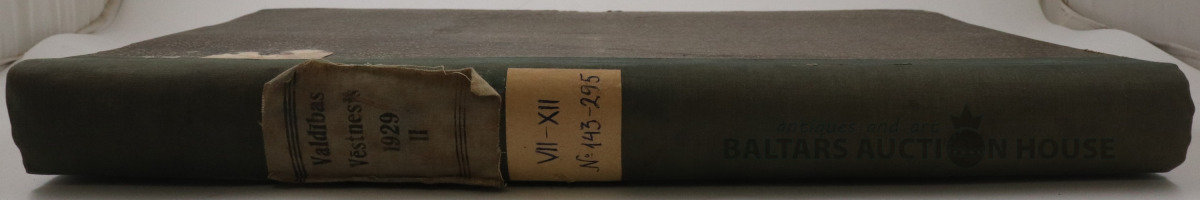 Valdības
Vēstnesis
1929
II
VII-XII
№ 143-295
antiques and art
BALTARS AUCTION HOUSE